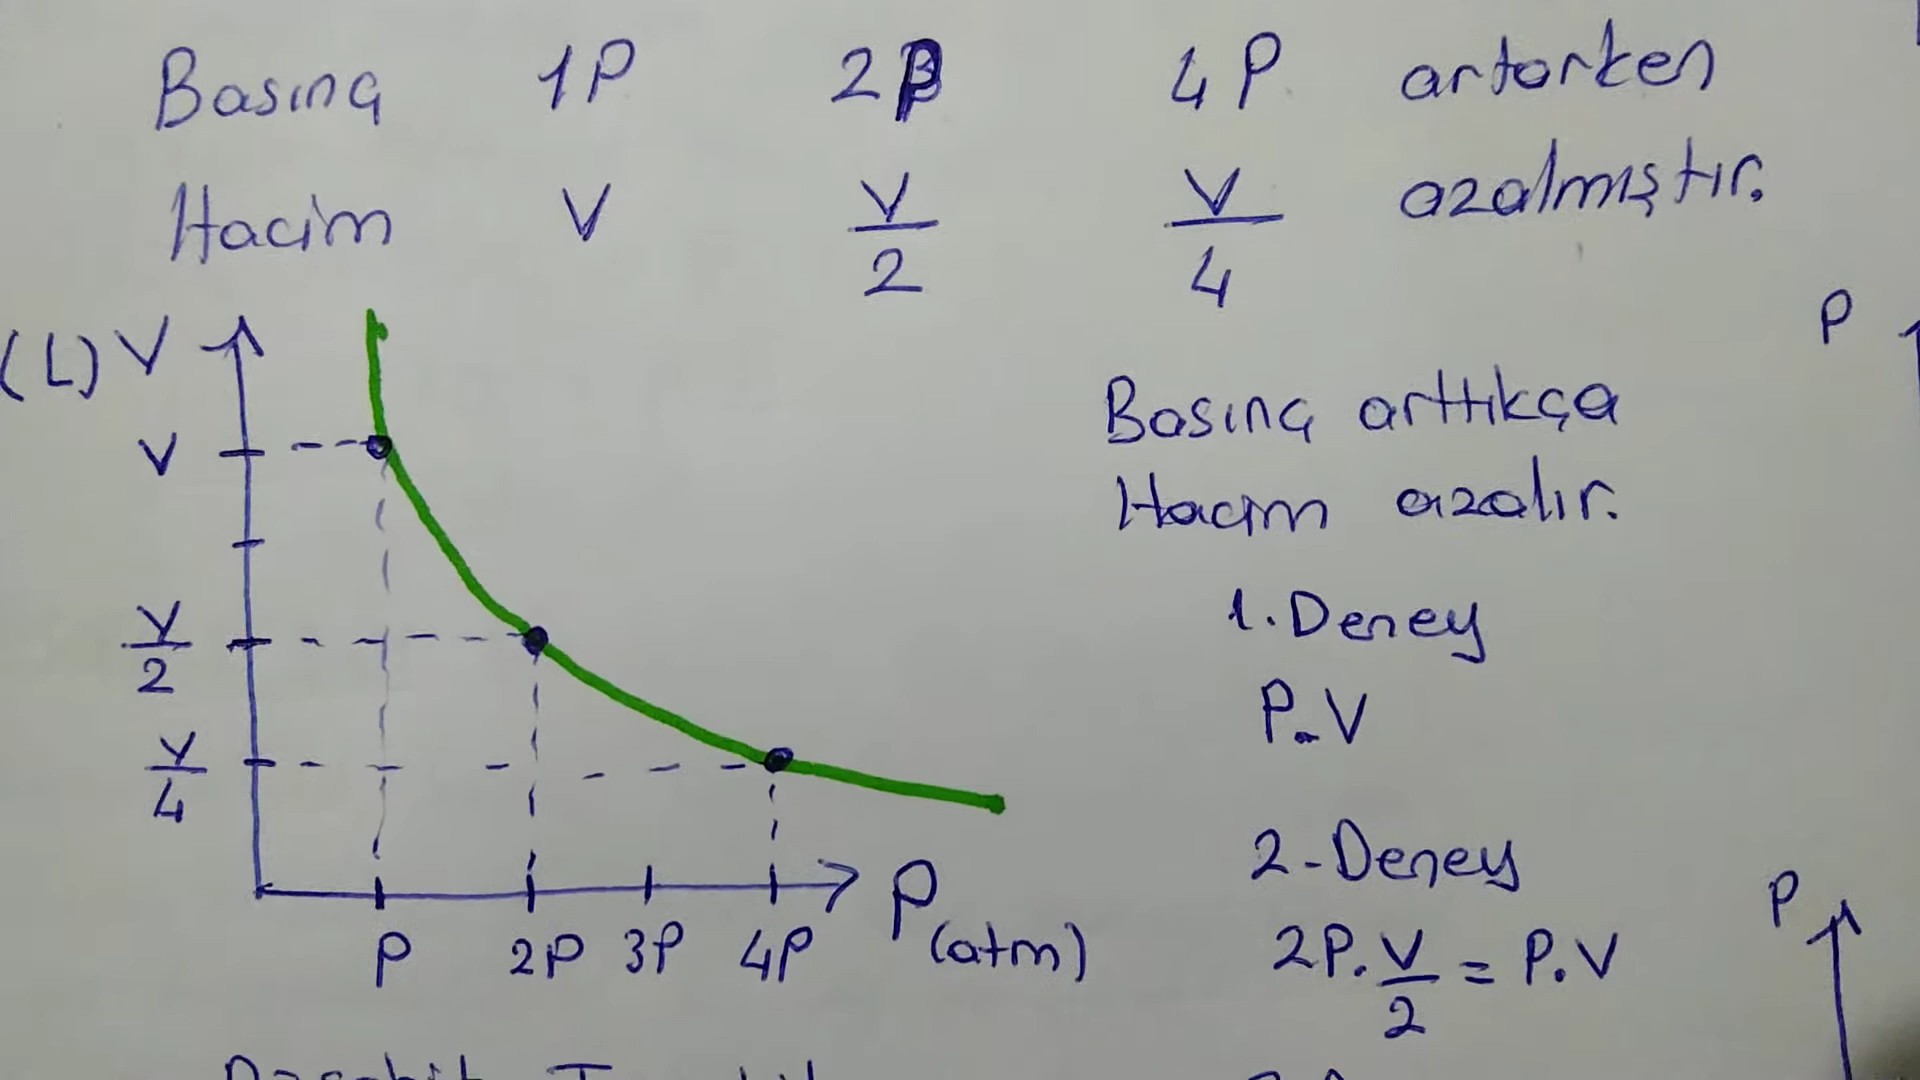 Basınç 1P 2P 4P artarken
Hacim V V/2 V/4 azalmıştır.
(L) V
V
V/2
V/4
P 2P 3P 4P P (atm)
Basınç arttıkça
Hacim azalır.
1. Deney
P.V
2-Deney
2P.V/2 = P.V
P
P